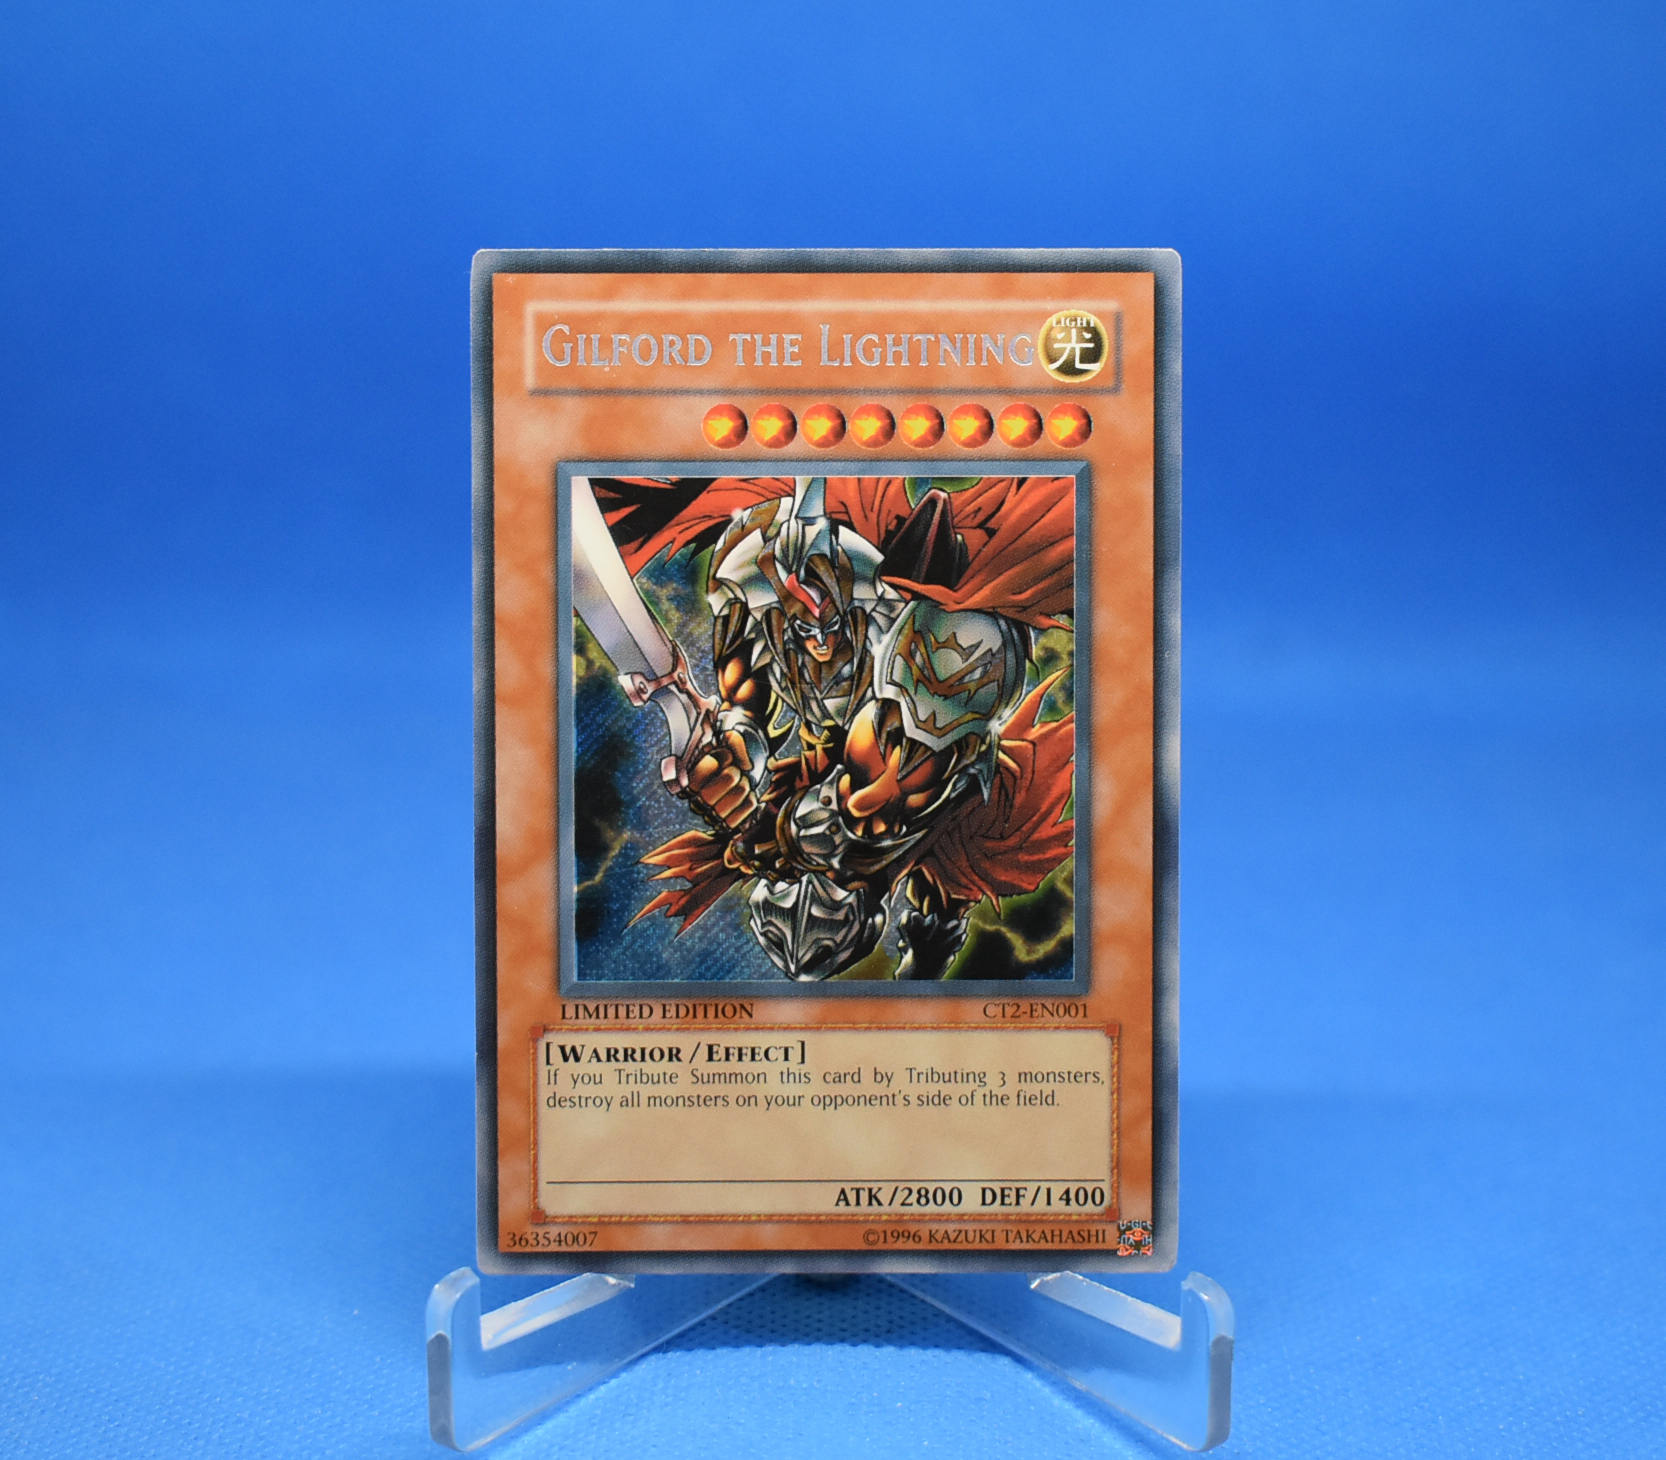 GILFORD THE LIGHTNING
LIGHT
光
LIMITED EDITION CT2-EN001
[WARRIOR / EFFECT]
If you Tribute Summon this card by Tributing 3 monsters,
destroy all monsters on your opponent's side of the field.
ATK/2800 DEF/1400
36354007 ©1996 KAZUKI TAKAHASHI